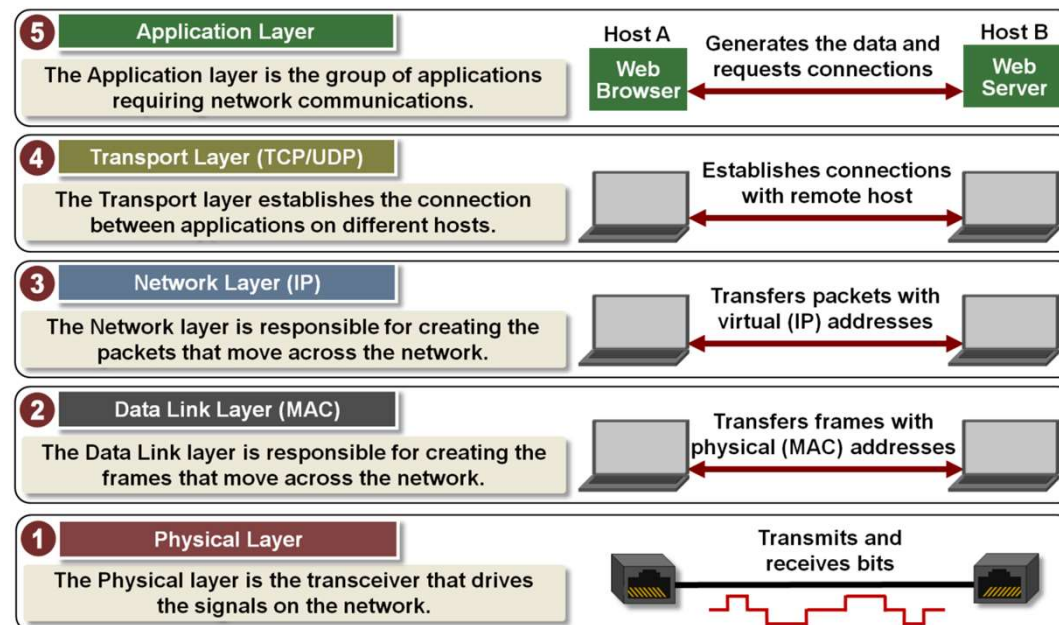 5
Application Layer
The Application layer is the group of applications
requiring network communications.
Host A
Web
Browser
Generates the data and
requests connections
Host B
Web
Server
4
Transport Layer (TCP/UDP)
The Transport layer establishes the connection
between applications on different hosts.
Establishes connections
with remote host
3
Network Layer (IP)
The Network layer is responsible for creating the
packets that move across the network.
Transfers packets with
virtual (IP) addresses
2
Data Link Layer (MAC)
The Data Link layer is responsible for creating the
frames that move across the network.
Transfers frames with
physical (MAC) addresses
1
Physical Layer
The Physical layer is the transceiver that drives
the signals on the network.
Transmits and
receives bits